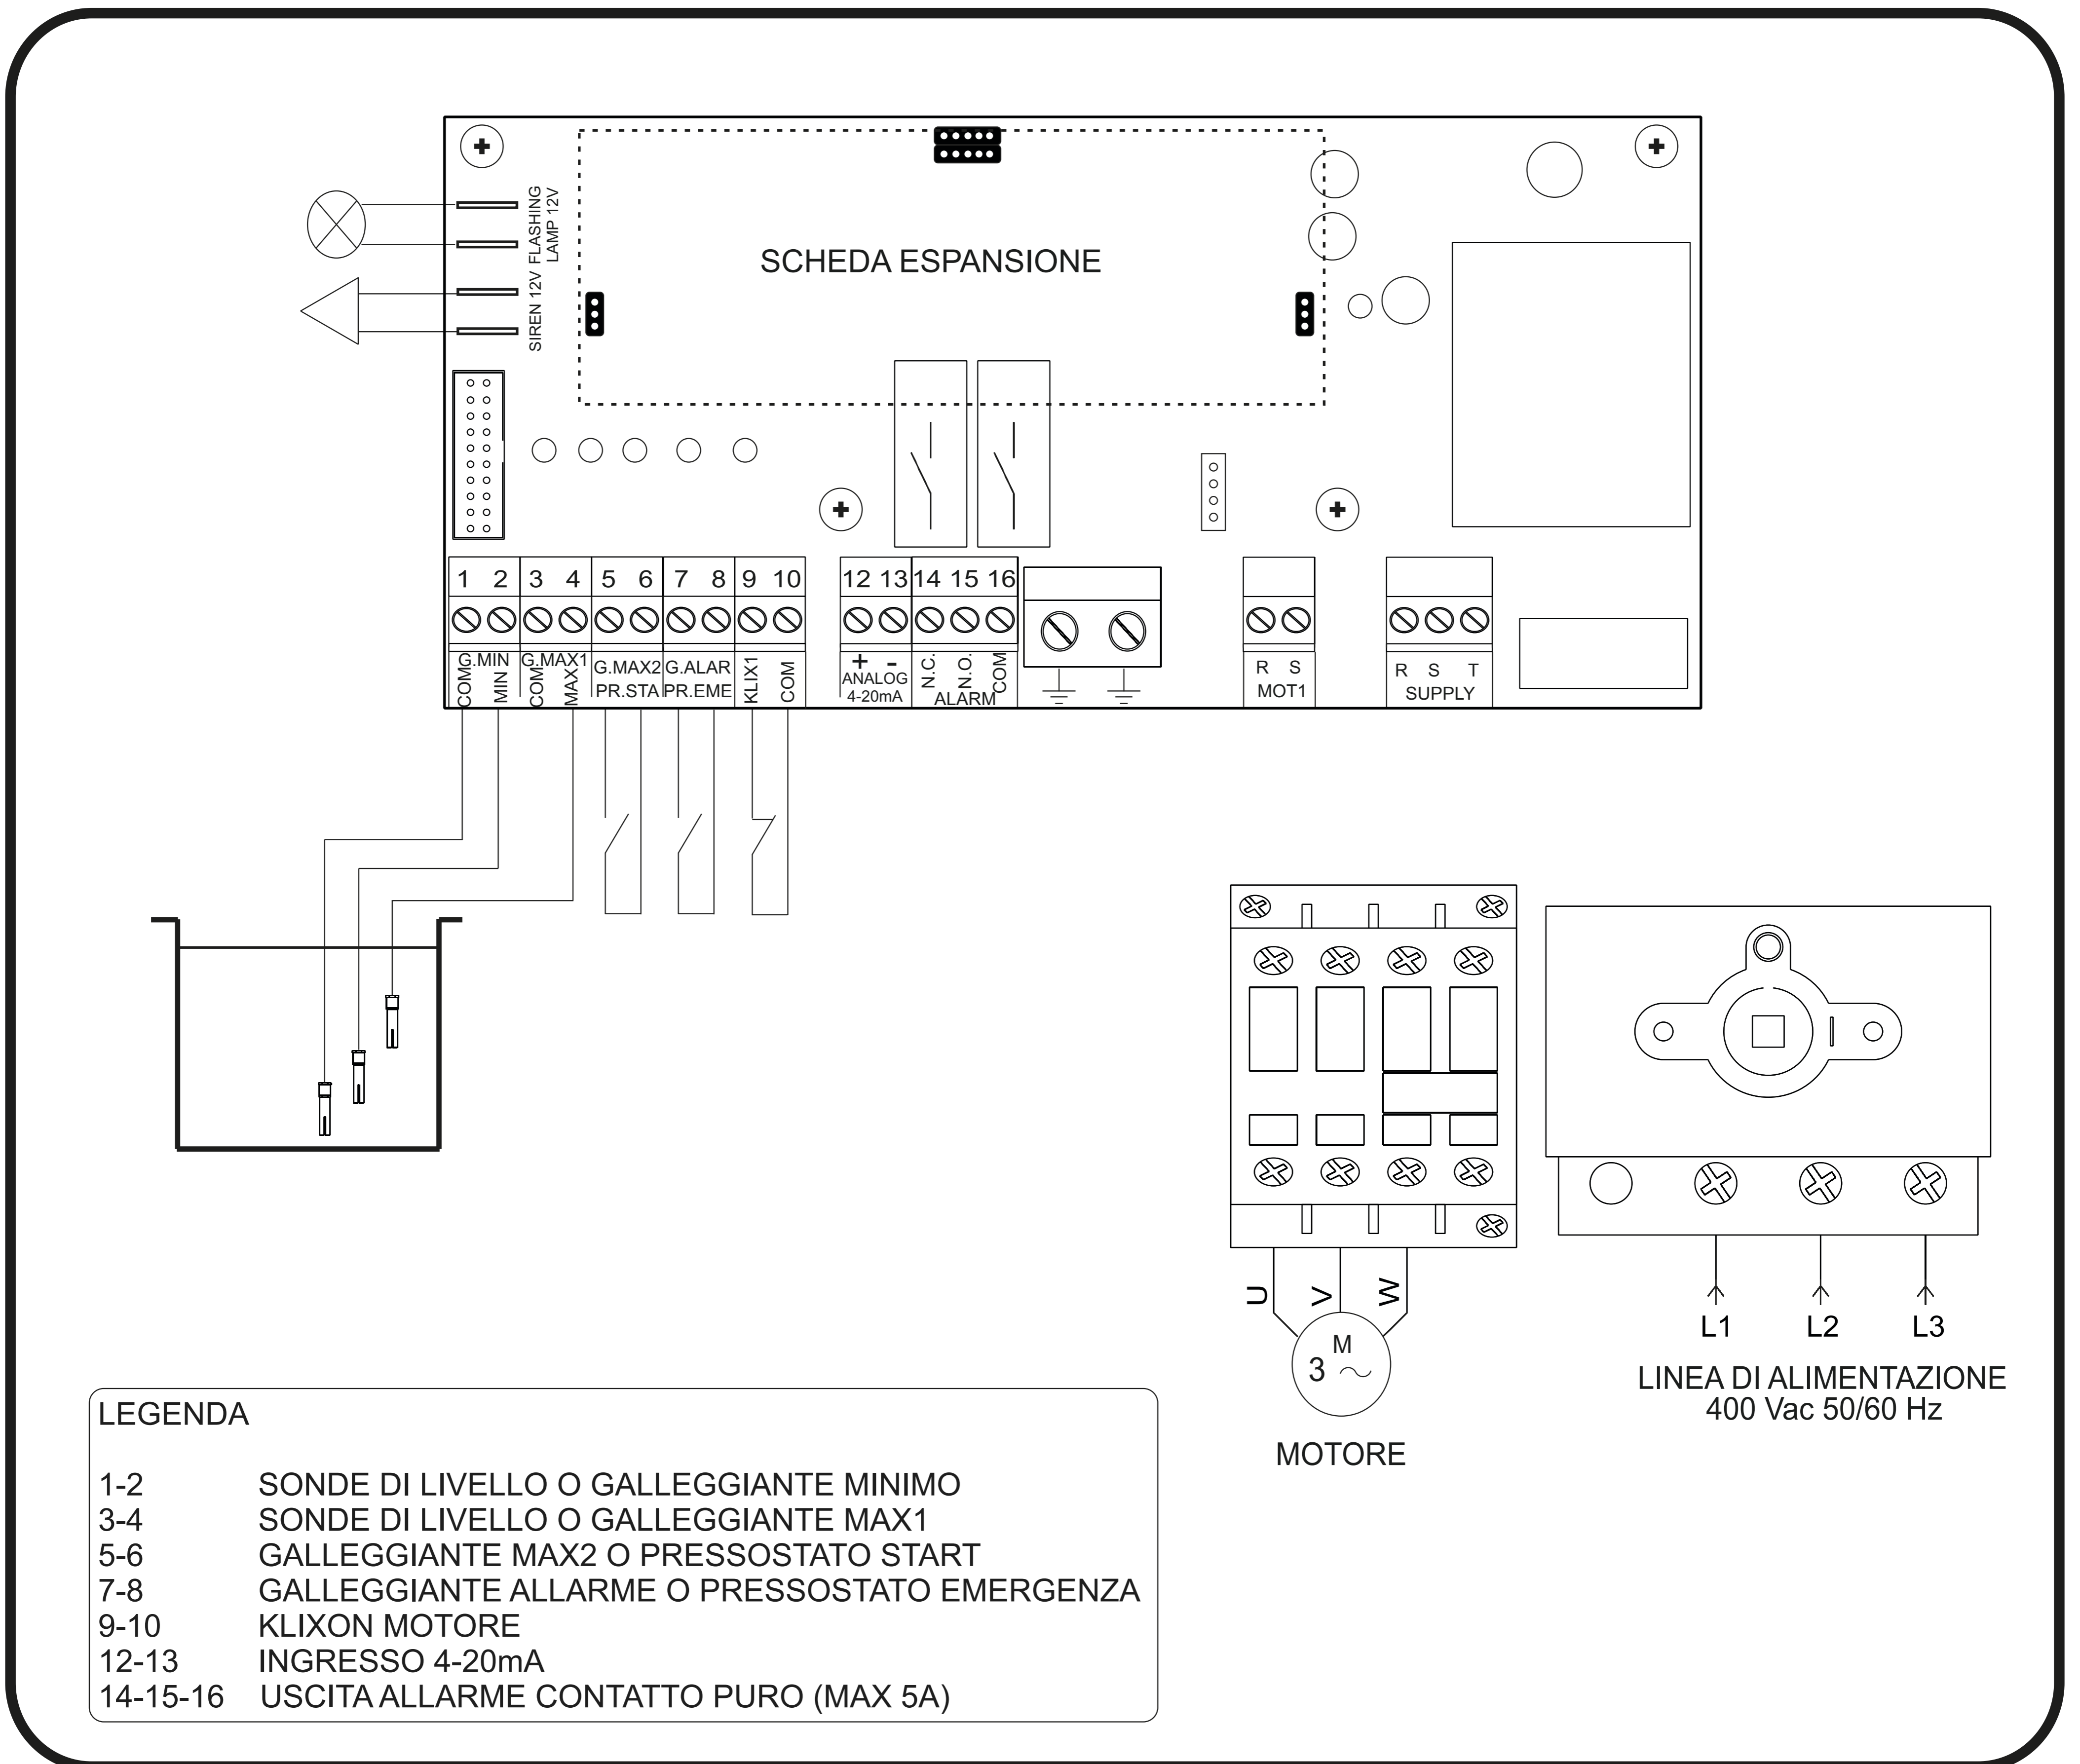 FLASHING
LAMP 12V
SIREN 12V
SCHEDA ESPANSIONE
1 2 3 4 5 6 7 8 9 10
12 13 14 15 16
G.MIN
COM
MIN
G.MAX1
COM
MAX1
G.MAX2
PR.STA
G.ALAR
PR.EME
KLIX1
COM
+ -
ANALOG
4-20mA
N.C.
N.O.
COM
ALARM
R S
MOT1
R S T
SUPPLY
U
V
W
M
3 ~
MOTORE
L1 L2 L3
LINEA DI ALIMENTAZIONE
400 Vac 50/60 Hz
LEGENDA
1-2 SONDE DI LIVELLO O GALLEGGIANTE MINIMO
3-4 SONDE DI LIVELLO O GALLEGGIANTE MAX1
5-6 GALLEGGIANTE MAX2 O PRESSOSTATO START
7-8 GALLEGGIANTE ALLARME O PRESSOSTATO EMERGENZA
9-10 KLIXON MOTORE
12-13 INGRESSO 4-20mA
14-15-16 USCITA ALLARME CONTATTO PURO (MAX 5A)